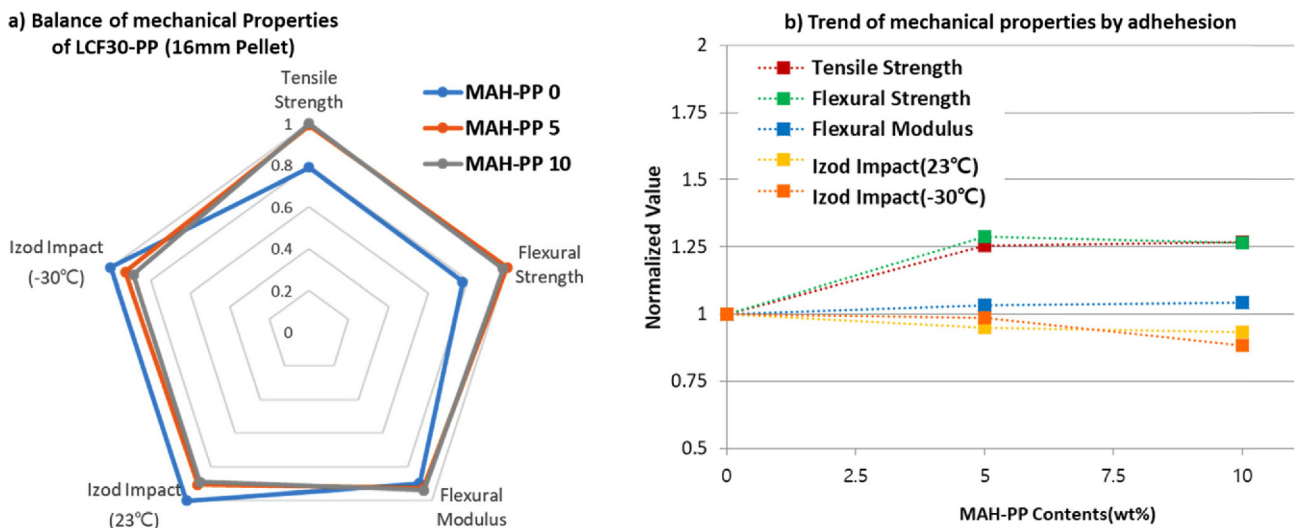 a) Balance of mechanical Properties
of LCF30-PP (16mm Pellet)
Tensile
Strength
MAH-PP 0
MAH-PP 5
MAH-PP 10
1
0.8
0.6
0.4
0.2
0
Izod Impact
(-30℃)
Flexural
Strength
Izod Impact
(23℃)
Flexural
Modulus
b) Trend of mechanical properties by adhehesion
Tensile Strength
Flexural Strength
Flexural Modulus
Izod Impact(23℃)
Izod Impact(-30℃)
Normalized Value
2
1.75
1.5
1.25
1
0.75
0.5
0
2.5
5
7.5
10
MAH-PP Contents(wt%)